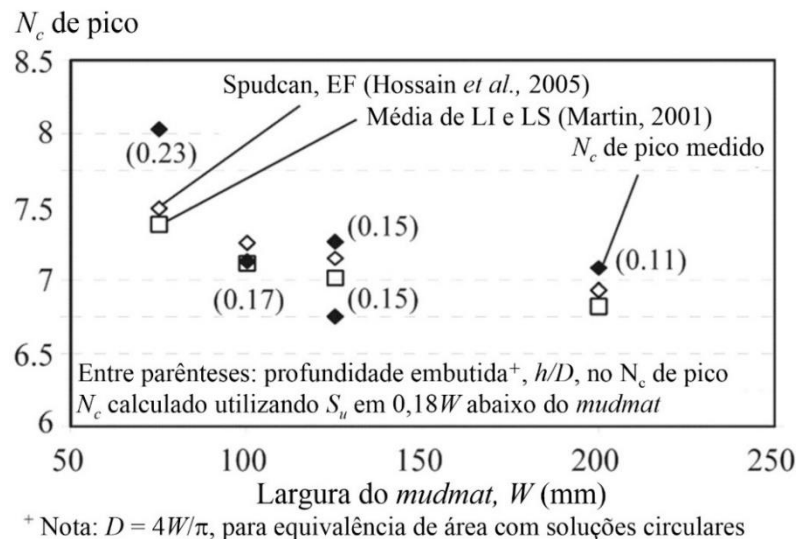 N_c de pico
8.5
Spudcan, EF (Hossain et al., 2005)
Média de LI e LS (Martin, 2001)
8
N_c de pico medido
(0.23)
7.5
(0.15)
7
(0.11)
(0.17)
(0.15)
6.5
Entre parênteses: profundidade embutida⁺, h/D, no N_c de pico
N_c calculado utilizando S_u em 0,18W abaixo do mudmat
6
50 100 150 200 250
Largura do mudmat, W (mm)
⁺ Nota: D = 4W/π, para equivalência de área com soluções circulares